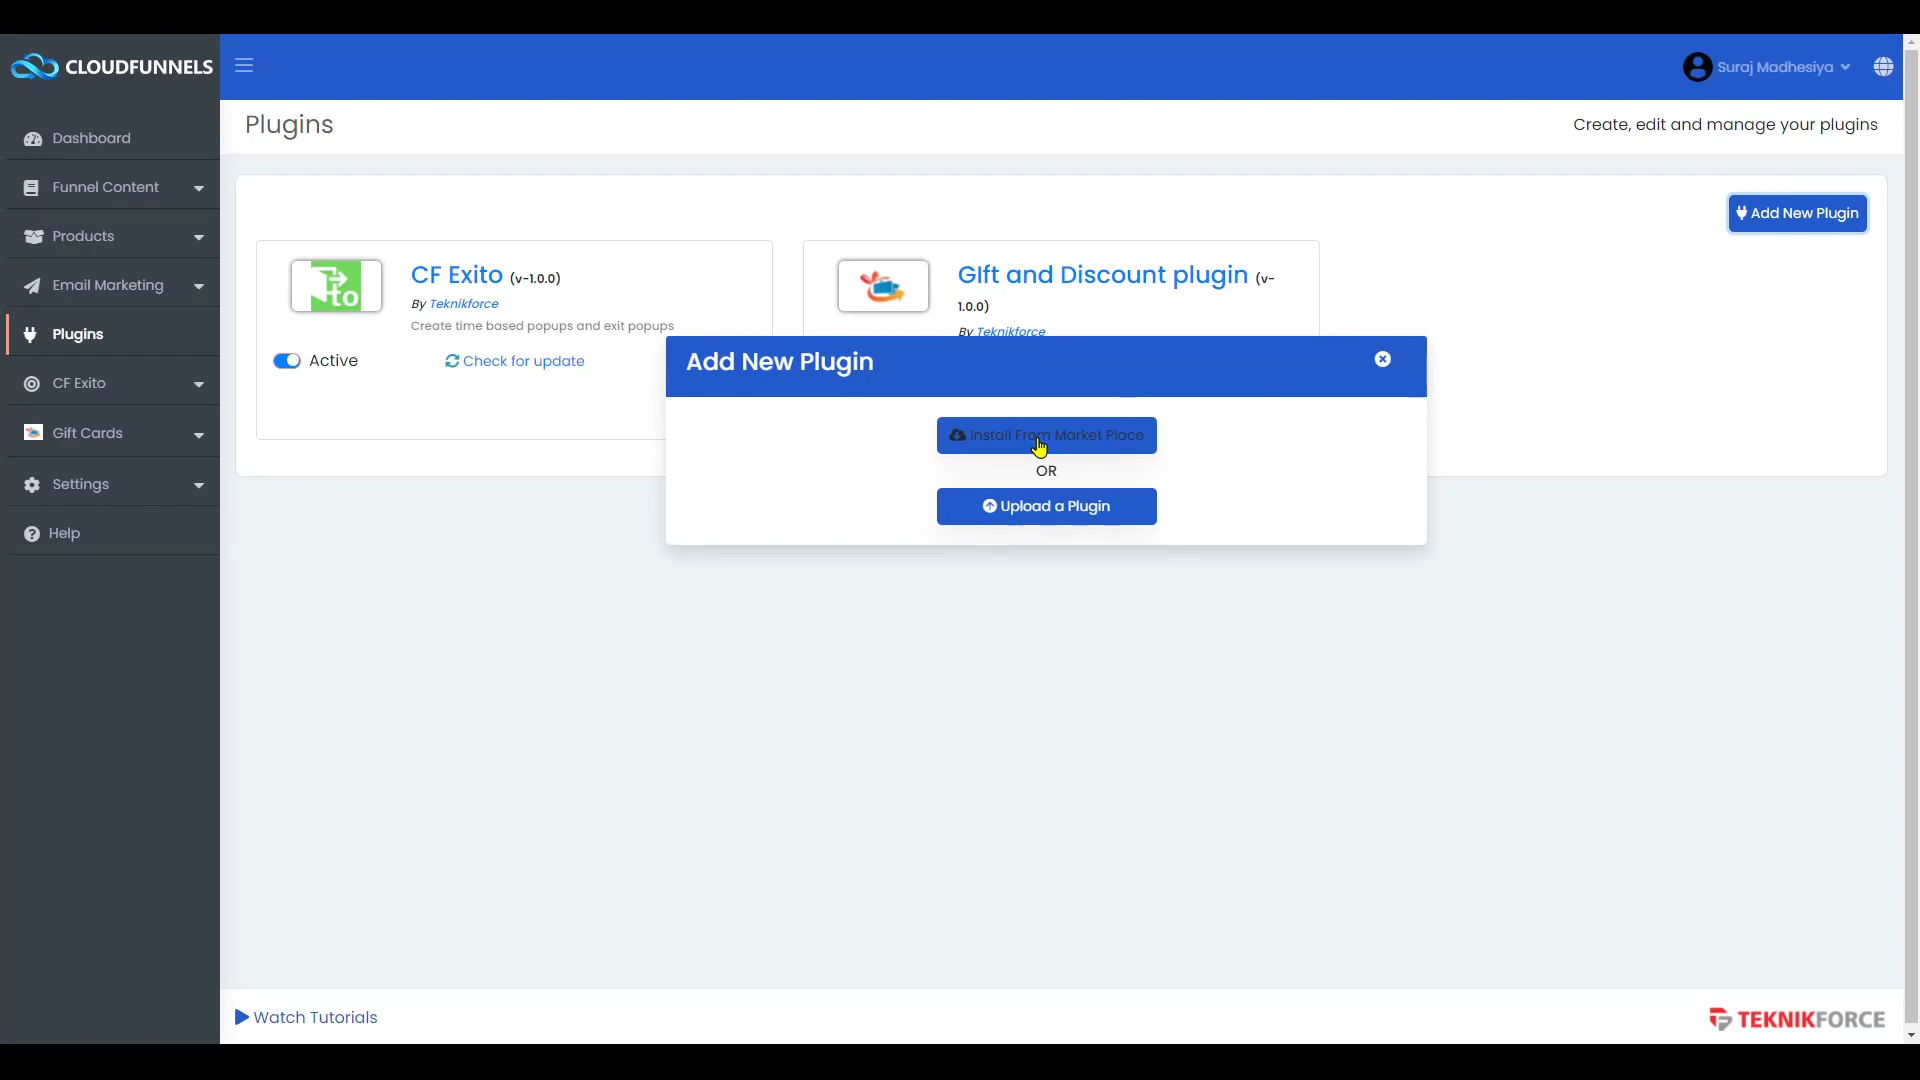 CLOUDFUNNELS
Suraj Madhesiya
Dashboard
Funnel Content
Products
Email Marketing
Plugins
CF Exito
Gift Cards
Settings
Help
Plugins
Create, edit and manage your plugins
Add New Plugin
CF Exito (v-1.0.0)
By Teknikforce
Create time based popups and exit popups
Active
Check for update
GIft and Discount plugin (v-
1.0.0)
By Teknikforce
Add New Plugin
Install From Market Place
OR
Upload a Plugin
Watch Tutorials
TEKNIKFORCE